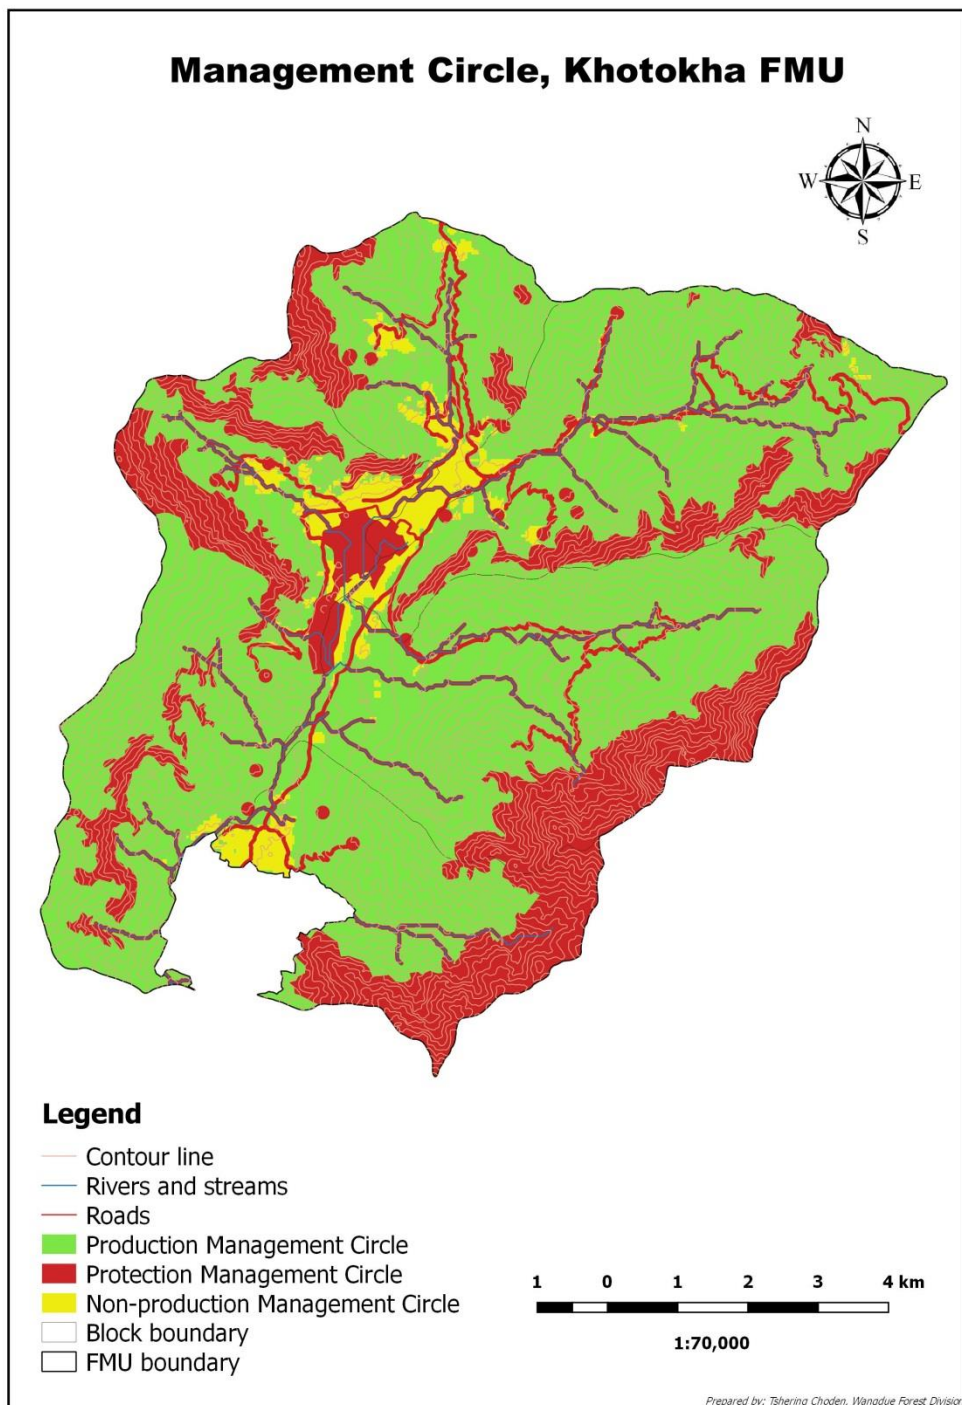 Management Circle, Khotokha FMU
N
W E
S
Legend
Contour line
Rivers and streams
Roads
Production Management Circle
Protection Management Circle
Non-production Management Circle
Block boundary
FMU boundary
1 0 1 2 3 4 km
1:70,000
Prepared by: Tshering Choden, Wangdue Forest Division